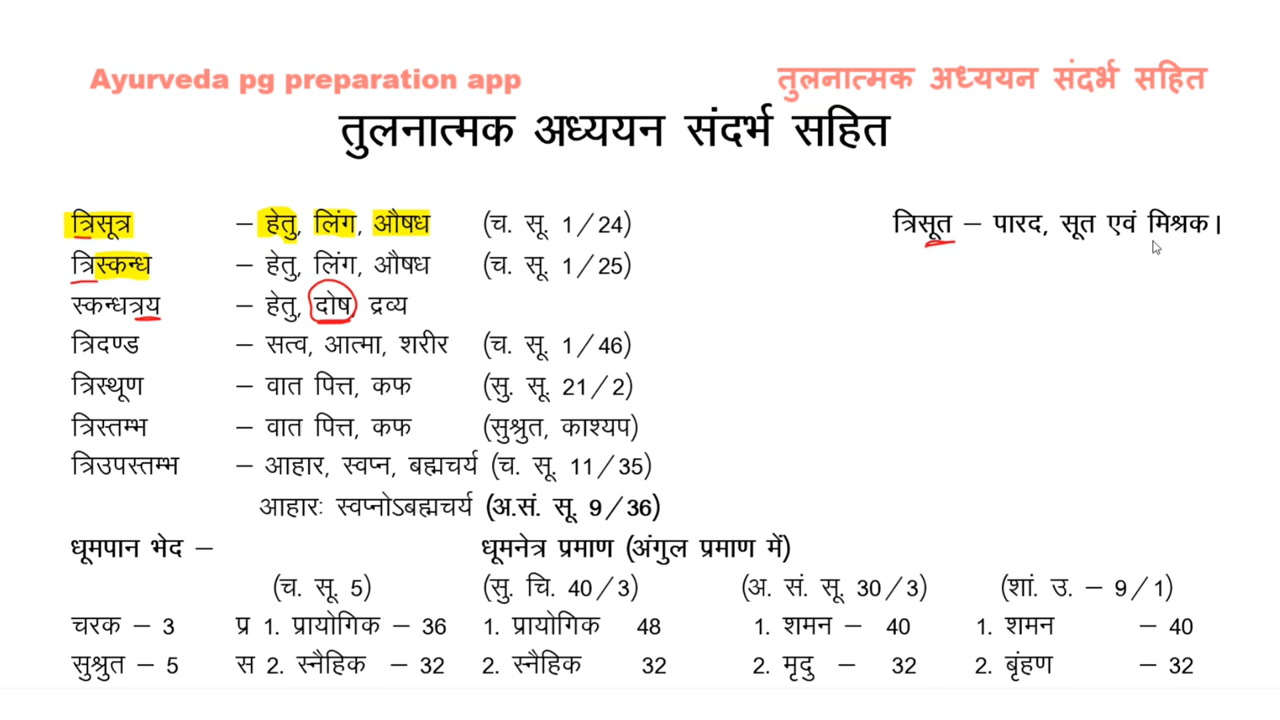 Ayurveda pg preparation app तुलनात्मक अध्ययन संदर्भ सहित
तुलनात्मक अध्ययन संदर्भ सहित
त्रिसूत्र – हेतु, लिंग, औषध (च. सू. 1/24) त्रिसूत – पारद, सूत एवं मिश्रक।
त्रिस्कन्ध – हेतु, लिंग, औषध (च. सू. 1/25)
स्कन्धत्रय – हेतु, दोष, द्रव्य
त्रिदण्ड – सत्व, आत्मा, शरीर (च. सू. 1/46)
त्रिस्थूण – वात पित्त, कफ (सु. सू. 21/2)
त्रिस्तम्भ – वात पित्त, कफ (सुश्रुत, काश्यप)
त्रिउपस्तम्भ – आहार, स्वप्न, बह्मचर्य (च. सू. 11/35)
आहारः स्वप्नोऽबह्मचर्य (अ.सं. सू. 9/36)
धूमपान भेद – धूमनेत्र प्रमाण (अंगुल प्रमाण में)
(च. सू. 5) (सु. चि. 40/3) (अ. सं. सू. 30/3) (शां. उ. – 9/1)
चरक – 3 प्र 1. प्रायोगिक – 36 1. प्रायोगिक 48 1. शमन – 40 1. शमन – 40
सुश्रुत – 5 स 2. स्नैहिक – 32 2. स्नैहिक 32 2. मृदु – 32 2. बृंहण – 32